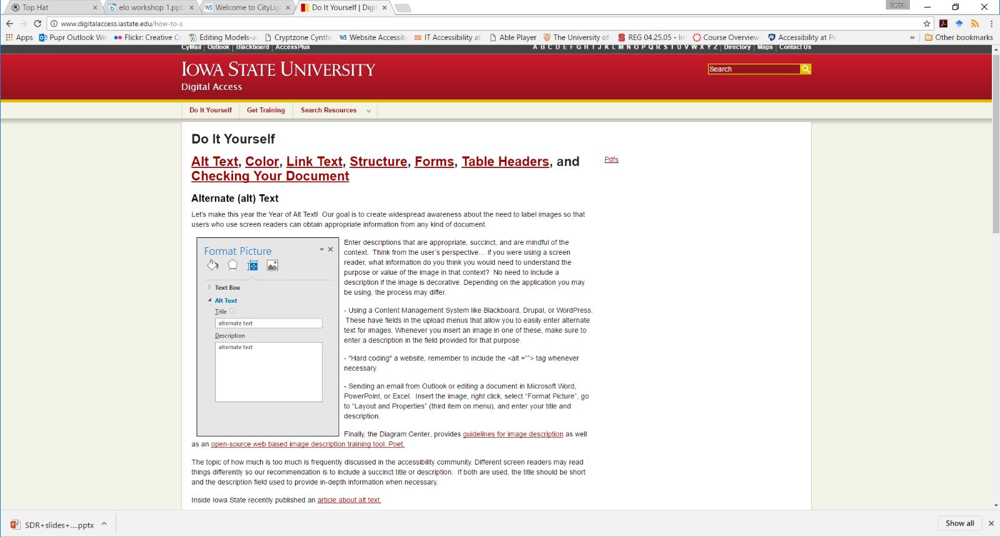 Top Hat
elo workshop 1.ppt
Welcome to CityLig
Do It Yourself | Digit
Zayira
www.digitalaccess.iastate.edu/how-to-s
Apps
Pupr Outlook We
Flickr: Creative Co
Editing Models-a
Cryptzone Cynthi
W3 Website Accessib
OSU IT Accessibility at
Able Player
The University of
REG 04.25.05 - In
Course Overview:
Accessibility at Pe
»
Other bookmarks
CyMail | Outlook | Blackboard | AccessPlus
A B C D E F G H I J K L M N O P Q R S T U V W X Y Z | Directory | Maps | Contact Us
IOWA STATE UNIVERSITY
Search
Digital Access
Do It Yourself
Get Training
Search Resources
Do It Yourself
Alt Text, Color, Link Text, Structure, Forms, Table Headers, and
Checking Your Document
Pdfs
Alternate (alt) Text
Let's make this year the Year of Alt Text!  Our goal is to create widespread awareness about the need to label images so that
users who use screen readers can obtain appropriate information from any kind of document.
Format Picture
Text Box
Alt Text
Title
alternate text
Description
alternate text
Enter descriptions that are appropriate, succinct, and are mindful of the
context.  Think from the user's perspective… if you were using a screen
reader, what information do you think you would need to understand the
purpose or value of the image in that context?  No need to include a
description if the image is decorative. Depending on the application you may
be using, the process may differ.
- Using a Content Management System like Blackboard, Drupal, or WordPress.
These have fields in the upload menus that allow you to easily enter alternate
text for images. Whenever you insert an image in one of these, make sure to
enter a description in the field provided for that purpose.
- "Hard coding" a website, remember to include the <alt =""> tag whenever
necessary.
- Sending an email from Outlook or editing a document in Microsoft Word,
PowerPoint, or Excel.  Insert the image, right click, select “Format Picture”, go
to “Layout and Properties” (third item on menu), and enter your title and
description.
Finally, the Diagram Center, provides guidelines for image description as well
as an open-source web based image description training tool, Poet.
The topic of how much is too much is frequently discussed in the accessibility community. Different screen readers may read
things differently so our recommendation is to include a succinct title or description.  If both are used, the title should be short
and the description field used to provide in-depth information when necessary.
Inside Iowa State recently published an article about alt text.
SDR+slides+....pptx
Show all